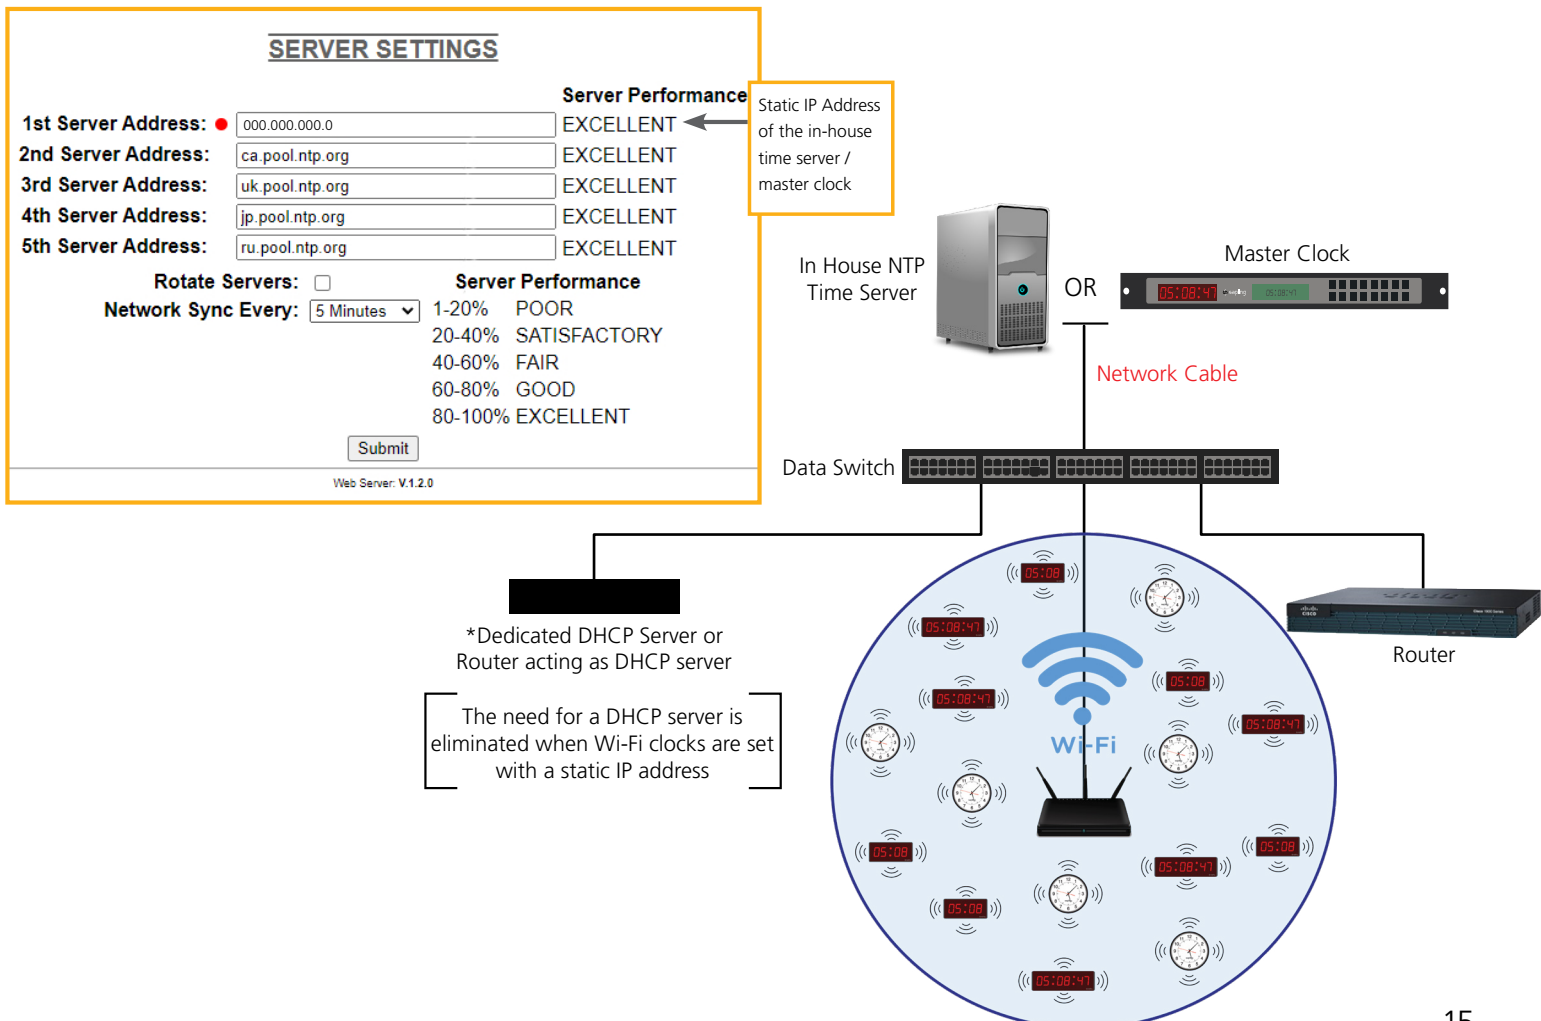 SERVER SETTINGS
Server Performance
1st Server Address: 000.000.000.0 EXCELLENT
2nd Server Address: ca.pool.ntp.org EXCELLENT
3rd Server Address: uk.pool.ntp.org EXCELLENT
4th Server Address: jp.pool.ntp.org EXCELLENT
5th Server Address: ru.pool.ntp.org EXCELLENT
Rotate Servers:
Network Sync Every: 5 Minutes
Server Performance
1-20% POOR
20-40% SATISFACTORY
40-60% FAIR
60-80% GOOD
80-100% EXCELLENT
Submit
Web Server: V.1.2.0
Static IP Address
of the in-house
time server /
master clock
In House NTP
Time Server
OR
Master Clock
05:08:47
sapling
05:08:47
Network Cable
Data Switch
*Dedicated DHCP Server or
Router acting as DHCP server
The need for a DHCP server is
eliminated when Wi-Fi clocks are set
with a static IP address
CISCO
Router
Wi-Fi
05:08
05:08:47
05:08
05:08:47
05:08:47
05:08
05:08
05:08:47
05:08
05:08:47
15